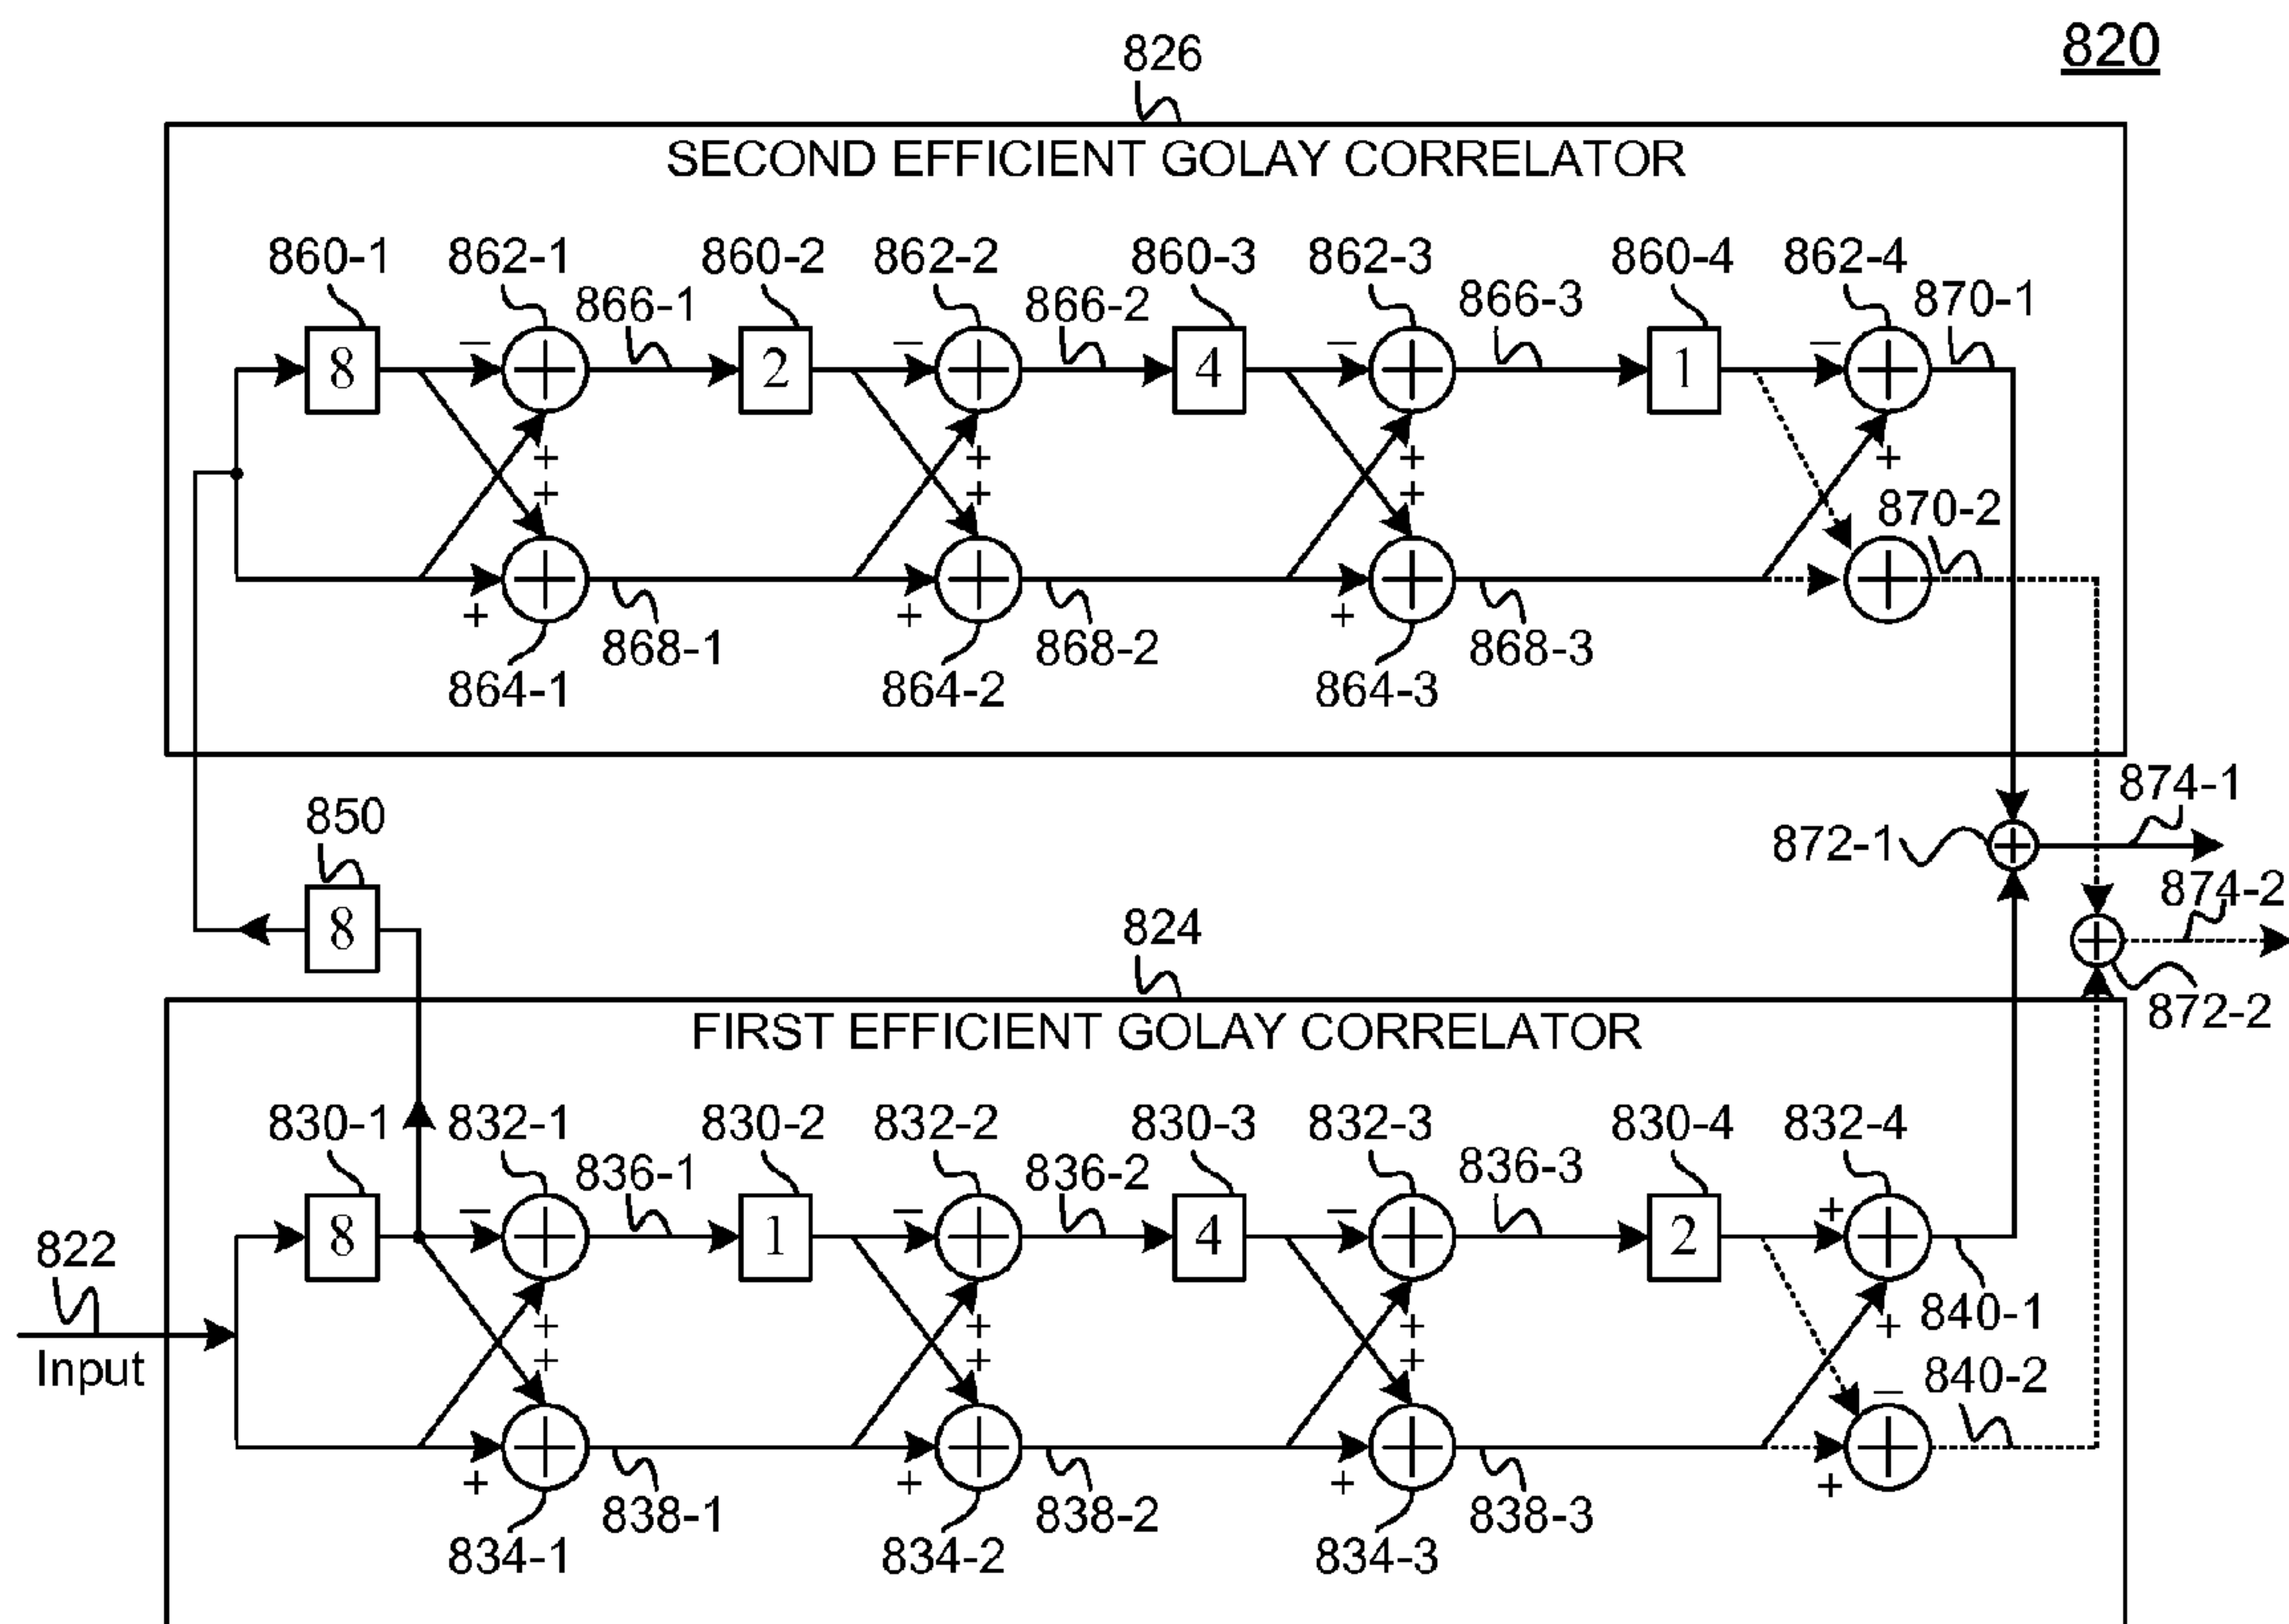 820
826
SECOND EFFICIENT GOLAY CORRELATOR
860-1 862-1 860-2 862-2 860-3 862-3 860-4 862-4
866-1 866-2 866-3 870-1
− − − −
8 2 4 1
+ + + +
+ + +
870-2
+ + +
868-1 868-2 868-3
864-1 864-2 864-3
850
874-1
872-1
8
874-2
824
872-2
FIRST EFFICIENT GOLAY CORRELATOR
830-1 832-1 830-2 832-2 830-3 832-3 830-4 832-4
836-1 836-2 836-3
− − − +
8 1 4 2
822
840-1
+ + + +
Input
+ + +
840-2
−
+ + + +
838-1 838-2 838-3
834-1 834-2 834-3